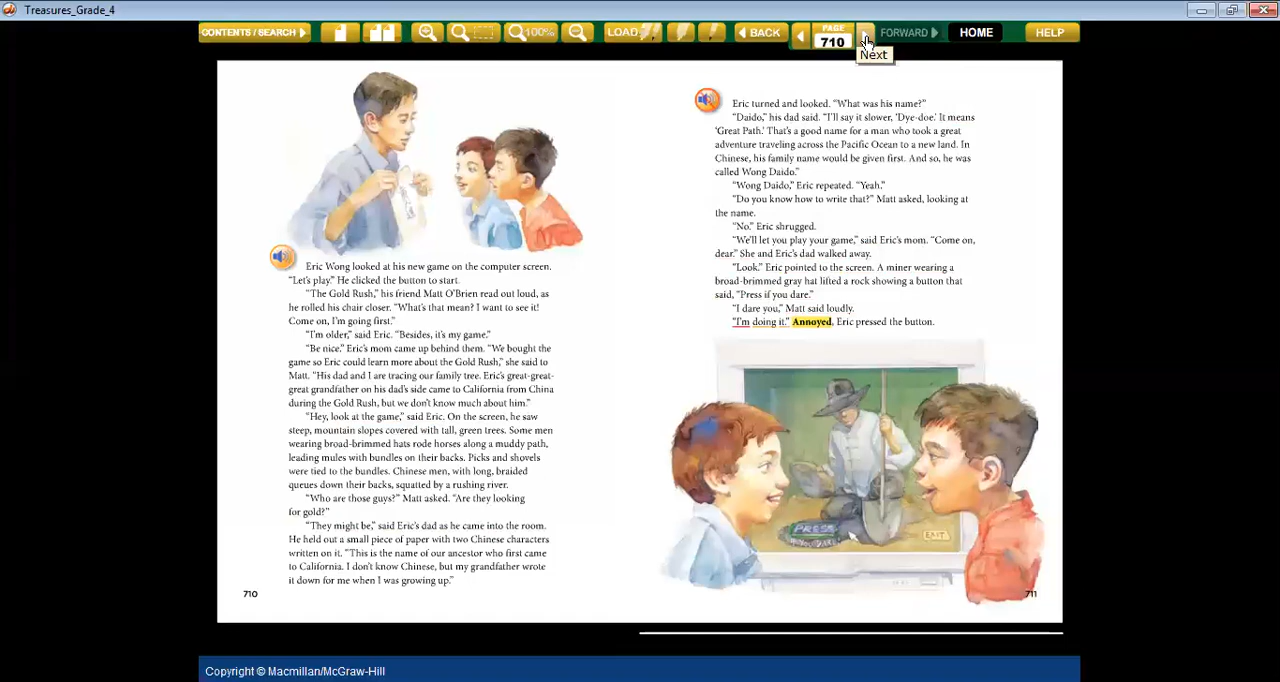 Treasures_Grade_4
CONTENTS / SEARCH
100%
LOAD
BACK
PAGE
710
FORWARD
HOME
HELP
Next
Eric Wong looked at his new game on the computer screen.
“Let’s play.” He clicked the button to start.
“The Gold Rush,” his friend Matt O’Brien read out loud, as
he rolled his chair closer. “What’s that mean? I want to see it!
Come on, I’m going first.”
“I’m older,” said Eric. “Besides, it’s my game.”
“Be nice.” Eric’s mom came up behind them. “We bought the
game so Eric could learn more about the Gold Rush,” she said to
Matt. “His dad and I are tracing our family tree. Eric’s great-great-
great grandfather on his dad’s side came to California from China
during the Gold Rush, but we don’t know much about him.”
“Hey, look at the game,” said Eric. On the screen, he saw
steep, mountain slopes covered with tall, green trees. Some men
wearing broad-brimmed hats rode horses along a muddy path,
leading mules with bundles on their backs. Picks and shovels
were tied to the bundles. Chinese men, with long, braided
queues down their backs, squatted by a rushing river.
“Who are those guys?” Matt asked. “Are they looking
for gold?”
“They might be,” said Eric’s dad as he came into the room.
He held out a small piece of paper with two Chinese characters
written on it. “This is the name of our ancestor who first came
to California. I don’t know Chinese, but my grandfather wrote
it down for me when I was growing up.”
710
Eric turned and looked. “What was his name?”
“Daido,” his dad said. “I’ll say it slower, ‘Dye-doe.’ It means
‘Great Path.’ That’s a good name for a man who took a great
adventure traveling across the Pacific Ocean to a new land. In
Chinese, his family name would be given first. And so, he was
called Wong Daido.”
“Wong Daido,” Eric repeated. “Yeah.”
“Do you know how to write that?” Matt asked, looking at
the name.
“No.” Eric shrugged.
“We’ll let you play your game,” said Eric’s mom. “Come on,
dear.” She and Eric’s dad walked away.
“Look.” Eric pointed to the screen. A miner wearing a
broad-brimmed gray hat lifted a rock showing a button that
said, “Press if you dare.”
“I dare you,” Matt said loudly.
“I’m doing it.” Annoyed, Eric pressed the button.
PRESS
EXIT
711
Copyright © Macmillan/McGraw-Hill